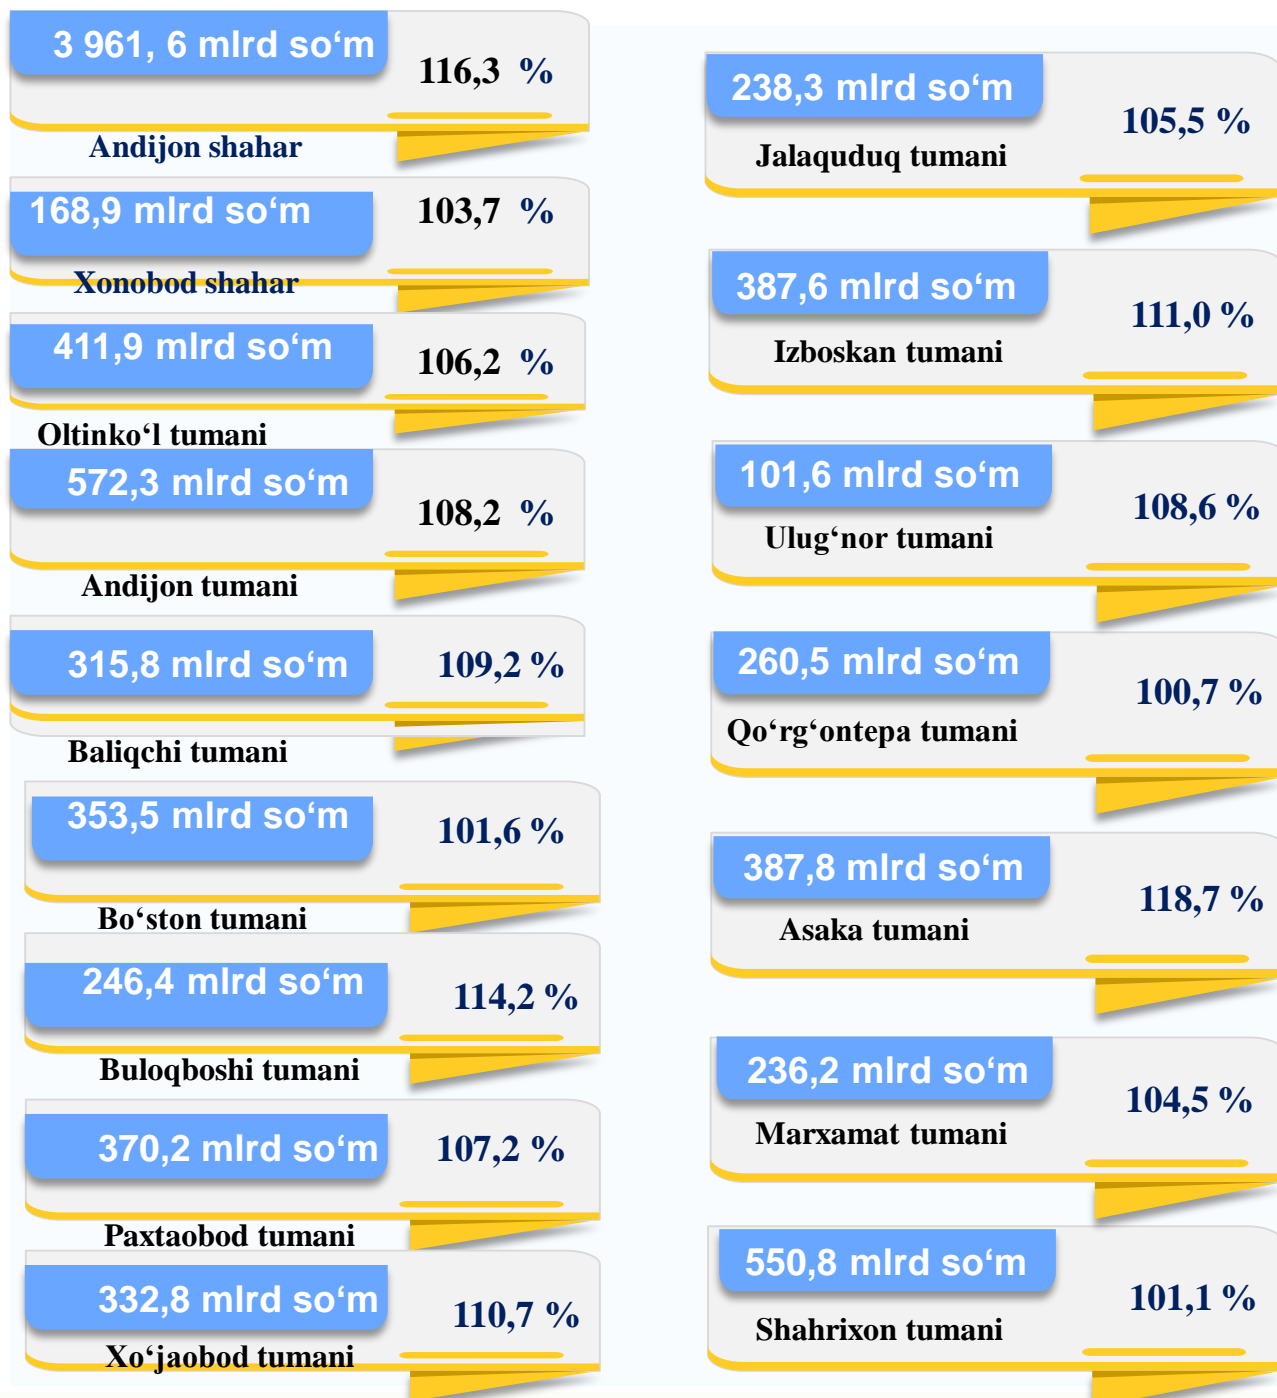 3 961, 6 mlrd so‘m
116,3 %
Andijon shahar
168,9 mlrd so‘m
103,7 %
Xonobod shahar
411,9 mlrd so‘m
106,2 %
Oltinko‘l tumani
572,3 mlrd so‘m
108,2 %
Andijon tumani
315,8 mlrd so‘m
109,2 %
Baliqchi tumani
353,5 mlrd so‘m
101,6 %
Bo‘ston tumani
246,4 mlrd so‘m
114,2 %
Buloqboshi tumani
370,2 mlrd so‘m
107,2 %
Paxtaobod tumani
332,8 mlrd so‘m
110,7 %
Xo‘jaobod tumani
238,3 mlrd so‘m
105,5 %
Jalaquduq tumani
387,6 mlrd so‘m
111,0 %
Izboskan tumani
101,6 mlrd so‘m
108,6 %
Ulug‘nor tumani
260,5 mlrd so‘m
100,7 %
Qo‘rg‘ontepa tumani
387,8 mlrd so‘m
118,7 %
Asaka tumani
236,2 mlrd so‘m
104,5 %
Marxamat tumani
550,8 mlrd so‘m
101,1 %
Shahrixon tumani